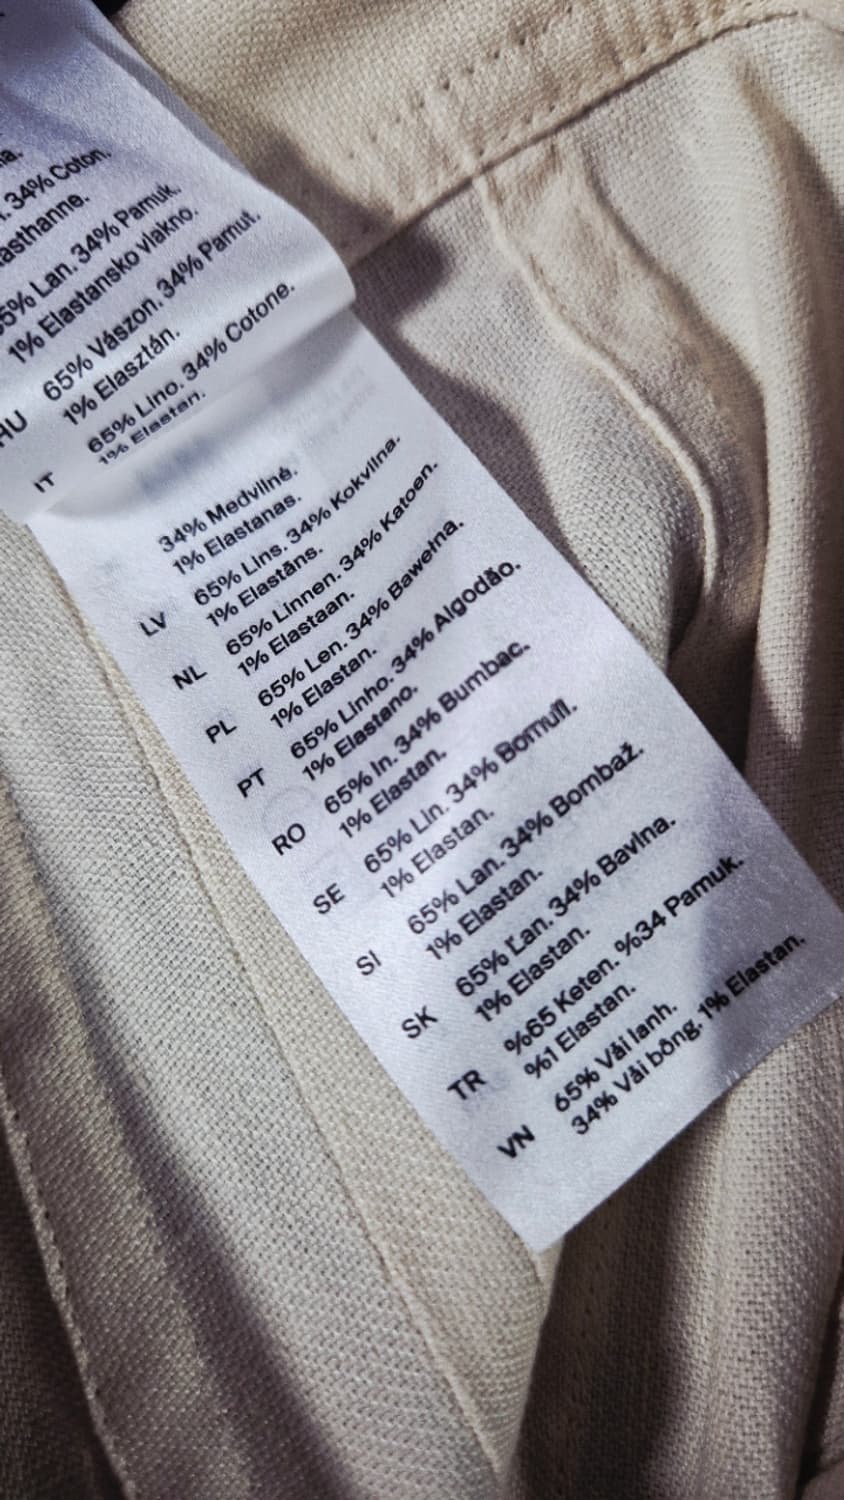 34% Coton.
asthanne.
65% Lan. 34% Pamuk.
1% Elastansko vlakno.
HU 65% Vászon. 34% Pamut.
1% Elasztán.
IT 65% Lino. 34% Cotone.
1% Elastan.
34% Medvilnė.
1% Elastanas.
LV 65% Lins. 34% Kokvilna.
1% Elastāns.
NL 65% Linnen. 34% Katoen.
1% Elastaan.
PL 65% Len. 34% Bawełna.
1% Elastan.
PT 65% Linho. 34% Algodão.
1% Elastano.
RO 65% In. 34% Bumbac.
1% Elastan.
SE 65% Lin. 34% Bomull.
1% Elastan.
SI 65% Lan. 34% Bombaž.
1% Elastan.
SK 65% Ľan. 34% Bavlna.
1% Elastan.
TR %65 Keten. %34 Pamuk.
%1 Elastan.
VN 65% Vải lanh.
34% Vải bông. 1% Elastan.